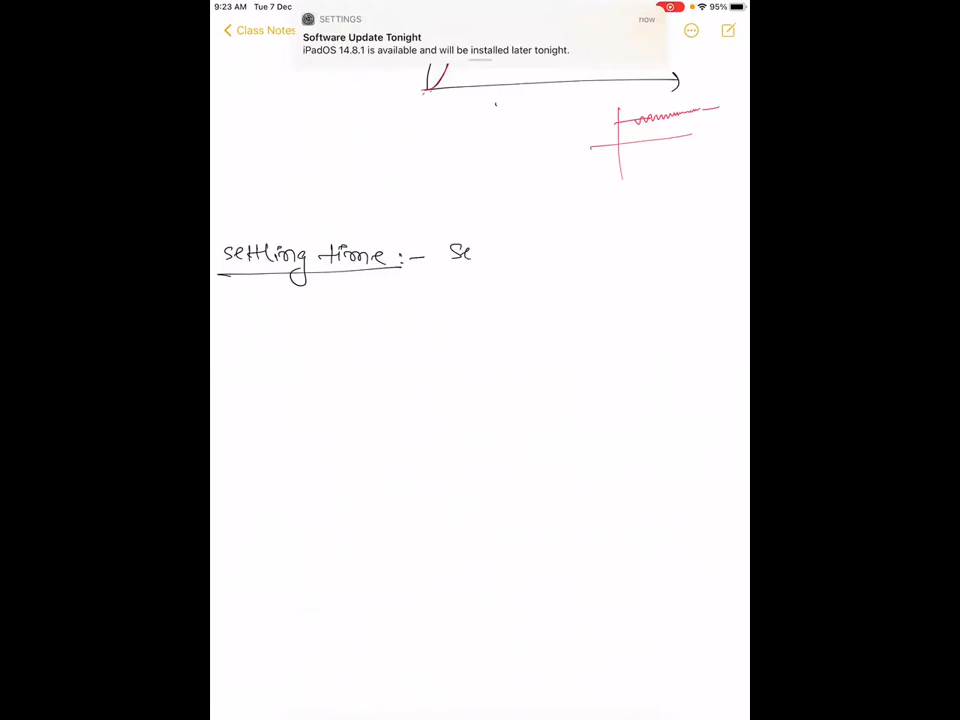 9:23 AM Tue 7 Dec
95%
SETTINGS
now
Class Notes
Software Update Tonight
iPadOS 14.8.1 is available and will be installed later tonight.
settling time :- Se